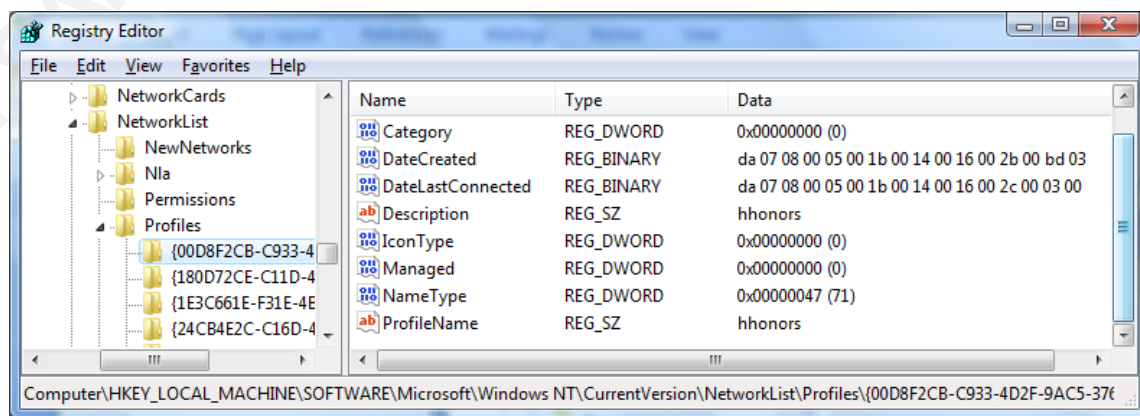 Registry Editor
File Edit View Favorites Help
NetworkCards
NetworkList
NewNetworks
Nla
Permissions
Profiles
{00D8F2CB-C933-4
{180D72CE-C11D-4
{1E3C661E-F31E-4E
{24CB4E2C-C16D-4
Name Type Data
Category REG_DWORD 0x00000000 (0)
DateCreated REG_BINARY da 07 08 00 05 00 1b 00 14 00 16 00 2b 00 bd 03
DateLastConnected REG_BINARY da 07 08 00 05 00 1b 00 14 00 16 00 2c 00 03 00
Description REG_SZ hhonors
IconType REG_DWORD 0x00000000 (0)
Managed REG_DWORD 0x00000000 (0)
NameType REG_DWORD 0x00000047 (71)
ProfileName REG_SZ hhonors
Computer\HKEY_LOCAL_MACHINE\SOFTWARE\Microsoft\Windows NT\CurrentVersion\NetworkList\Profiles\{00D8F2CB-C933-4D2F-9AC5-376